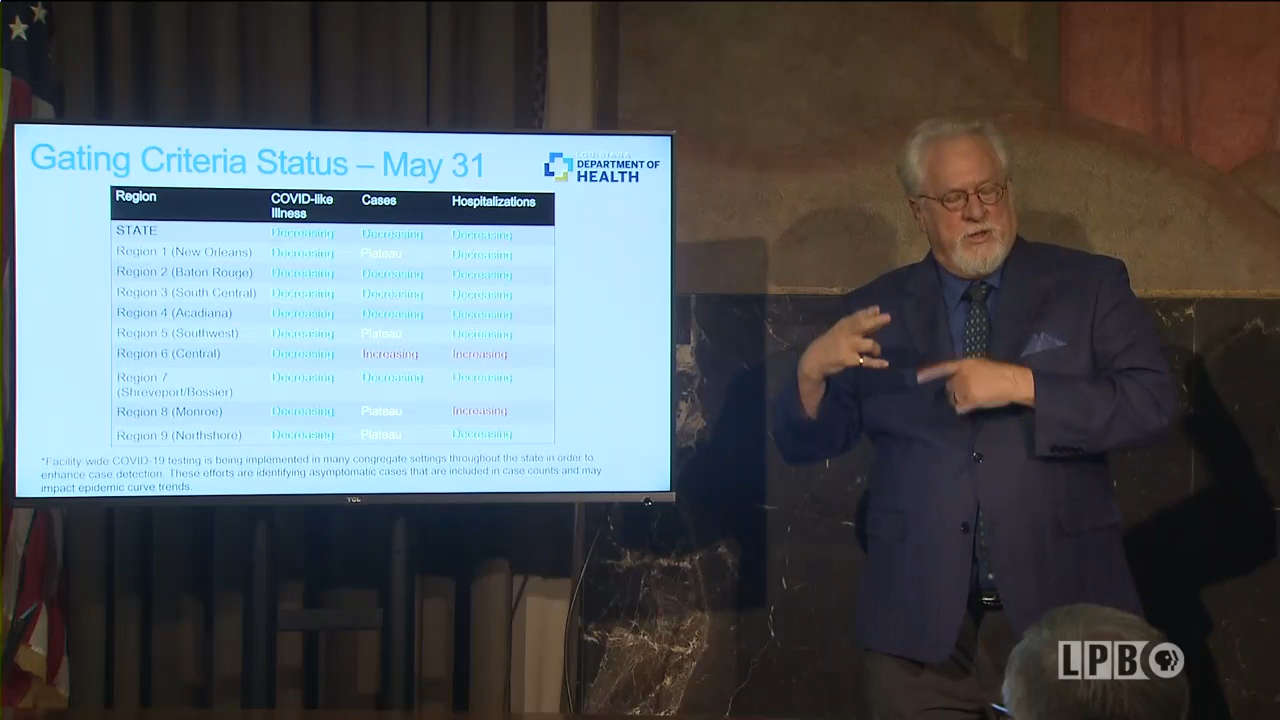 Gating Criteria Status – May 31
LOUISIANA
DEPARTMENT OF
HEALTH
Region COVID-like Illness Cases Hospitalizations
STATE Decreasing Decreasing Decreasing
Region 1 (New Orleans) Decreasing Plateau Decreasing
Region 2 (Baton Rouge) Decreasing Decreasing Decreasing
Region 3 (South Central) Decreasing Decreasing Decreasing
Region 4 (Acadiana) Decreasing Decreasing Decreasing
Region 5 (Southwest) Decreasing Plateau Decreasing
Region 6 (Central) Decreasing Increasing Increasing
Region 7 (Shreveport/Bossier) Decreasing Decreasing Decreasing
Region 8 (Monroe) Decreasing Plateau Increasing
Region 9 (Northshore) Decreasing Plateau Decreasing
*Facility-wide COVID-19 testing is being implemented in many congregate settings throughout the state in order to
enhance case detection. These efforts are identifying asymptomatic cases that are included in case counts and may
impact epidemic curve trends.
TCL
LPB